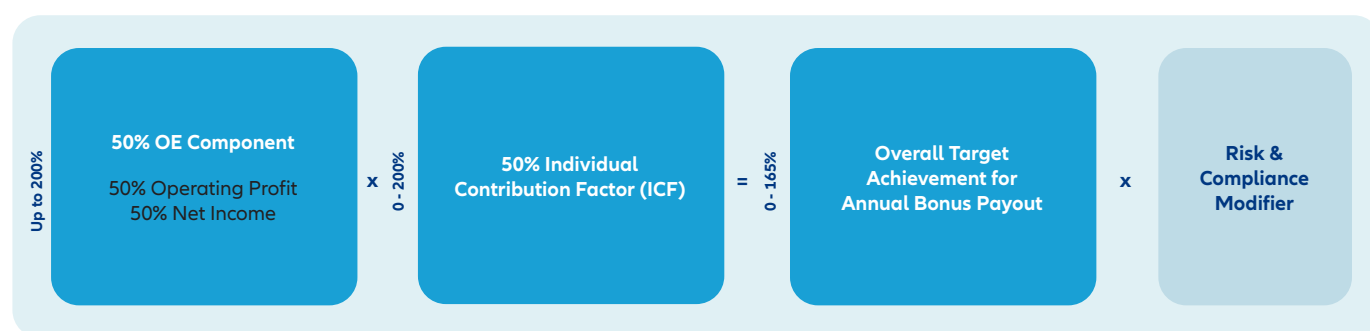 Up to 200%
50% OE Component
50% Operating Profit
50% Net Income
x
0 - 200%
50% Individual
Contribution Factor (ICF)
=
0 - 165%
Overall Target
Achievement for
Annual Bonus Payout
x
Risk &
Compliance
Modifier